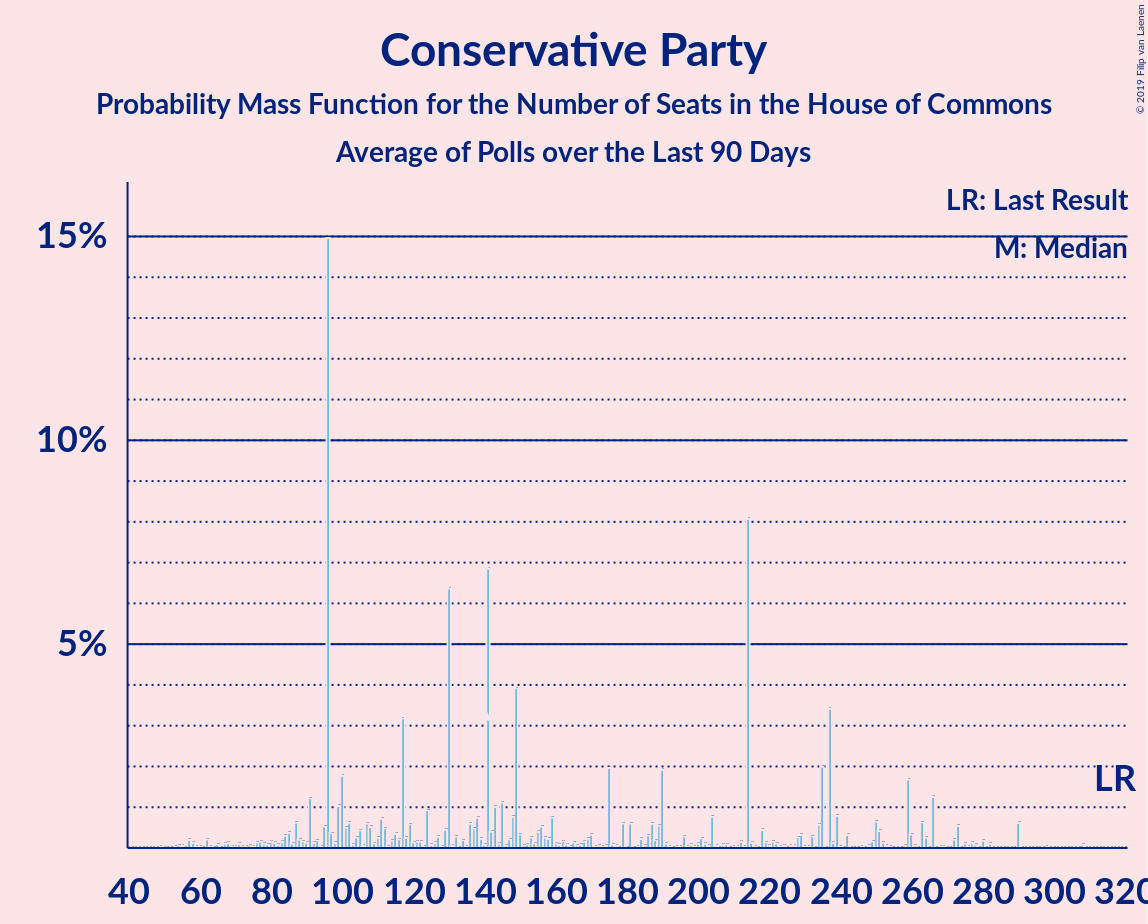 Conservative Party
Probability Mass Function for the Number of Seats in the House of Commons
Average of Polls over the Last 90 Days
© 2019 Filip van Laenen
LR: Last Result
M: Median
15%
10%
5%
LR
40 60 80 100 120 140 160 180 200 220 240 260 280 300 320